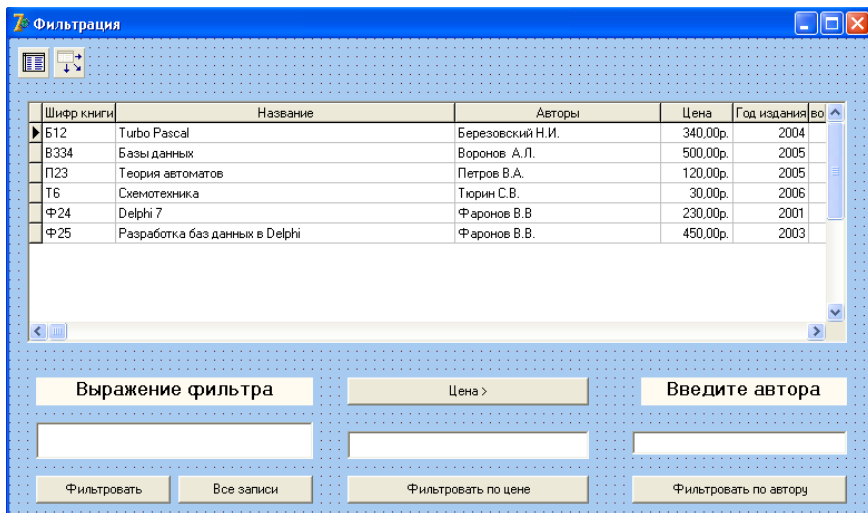 Фильтрация
Шифр книги Название Авторы Цена Год издания во
Б12 Turbo Pascal Березовский Н.И. 340,00р. 2004
В334 Базы данных Воронов А.Л. 500,00р. 2005
П23 Теория автоматов Петров В.А. 120,00р. 2005
Т6 Схемотехника Тюрин С.В. 30,00р. 2006
Ф24 Delphi 7 Фаронов В.В 230,00р. 2001
Ф25 Разработка баз данных в Delphi Фаронов В.В. 450,00р. 2003
Выражение фильтра Цена > Введите автора
Фильтровать Все записи Фильтровать по цене Фильтровать по автору